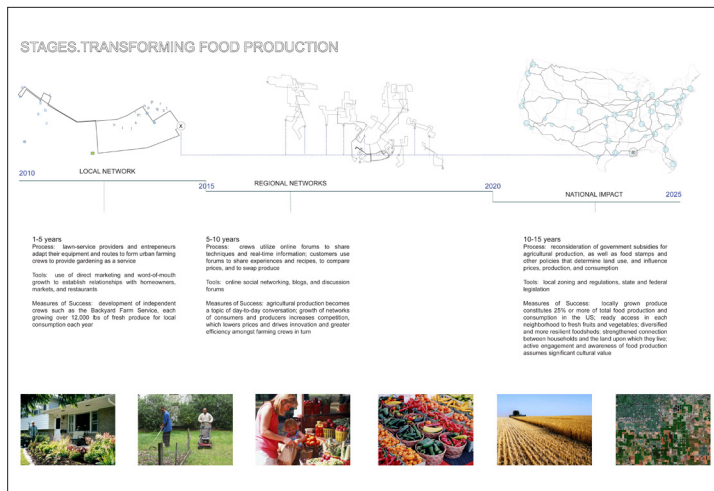 STAGES.TRANSFORMING FOOD PRODUCTION
2010
LOCAL NETWORK
2015
REGIONAL NETWORKS
2020
NATIONAL IMPACT
2025
1-5 years
Process: lawn-service providers and entrepeneurs
adapt their equipment and routes to form urban farming
crews to provide gardening as a service
Tools: use of direct marketing and word-of-mouth
growth to establish relationships with homeowners,
markets, and restaurants
Measures of Success: development of independent
crews such as the Backyard Farm Service, each
growing over 12,000 lbs of fresh produce for local
consumption each year
5-10 years
Process: crews utilize online forums to share
techniques and real-time information; customers use
forums to share experiences and recipes, to compare
prices, and to swap produce
Tools: online social networking, blogs, and discussion
forums
Measures of Success: agricultural production becomes
a topic of day-to-day conversation; growth of networks
of consumers and producers increases competition,
which lowers prices and drives innovation and greater
efficiency amongst farming crews in turn
10-15 years
Process: reconsideration of government subsidies for
agricultural production, as well as food stamps and
other policies that determine land use, and influence
prices, production, and consumption
Tools: local zoning and regulations, state and federal
legislation
Measures of Success: locally grown produce
constitutes 25% or more of total food production and
consumption in the US; ready access in each
neighborhood to fresh fruits and vegetables; diversified
and more resilient foodsheds, strengthened connection
between households and the land upon which they live;
active engagement and awareness of food production
assumes significant cultural value